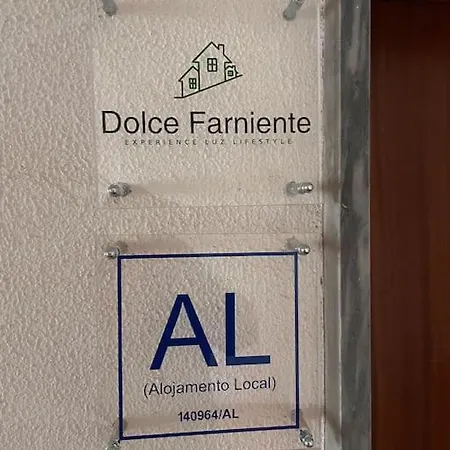 Dolce Farniente
EXPERIENCE LUZ LIFESTYLE
AL
(Alojamento Local)
140964/AL